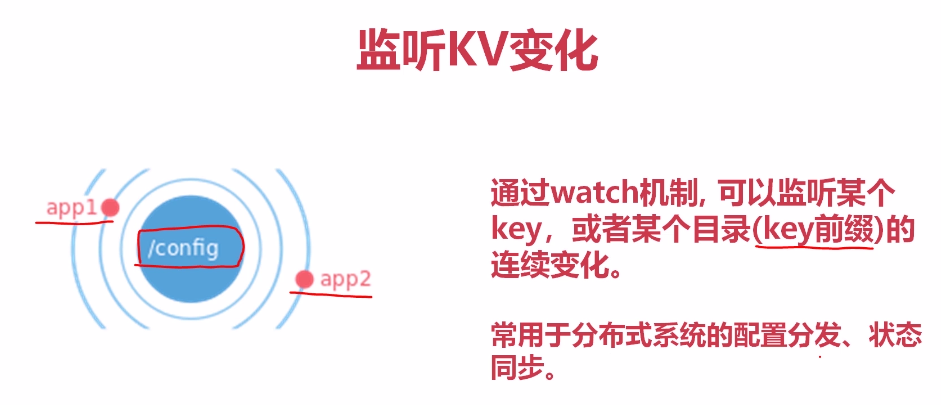 监听KV变化
app1
/config
app2
通过watch机制, 可以监听某个
key，或者某个目录(key前缀)的
连续变化。
常用于分布式系统的配置分发、状态
同步。